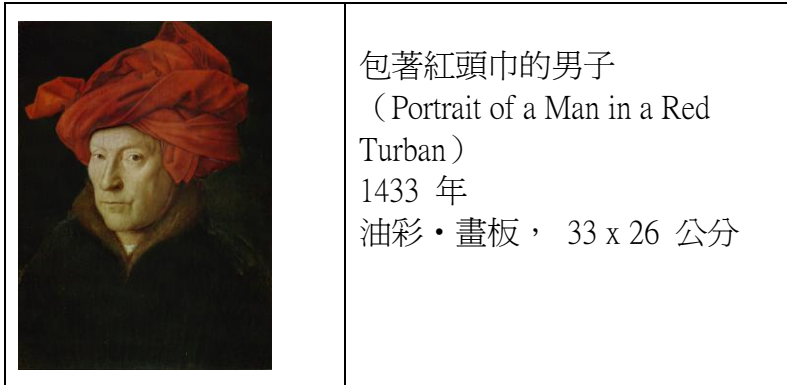 包著紅頭巾的男子
（Portrait of a Man in a Red
Turban）
1433 年
油彩‧畫板， 33 x 26 公分